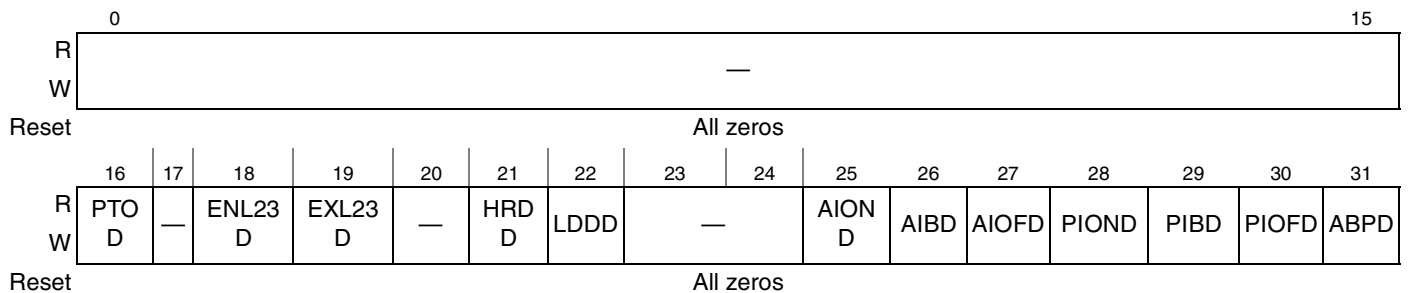 0 15
R
—
W
Reset All zeros
16 17 18 19 20 21 22 23 24 25 26 27 28 29 30 31
R PTO ENL23 EXL23 HRD AION
— — LDDD — AIBD AIOFD PIOND PIBD PIOFD ABPD
W D D D D D
Reset All zeros